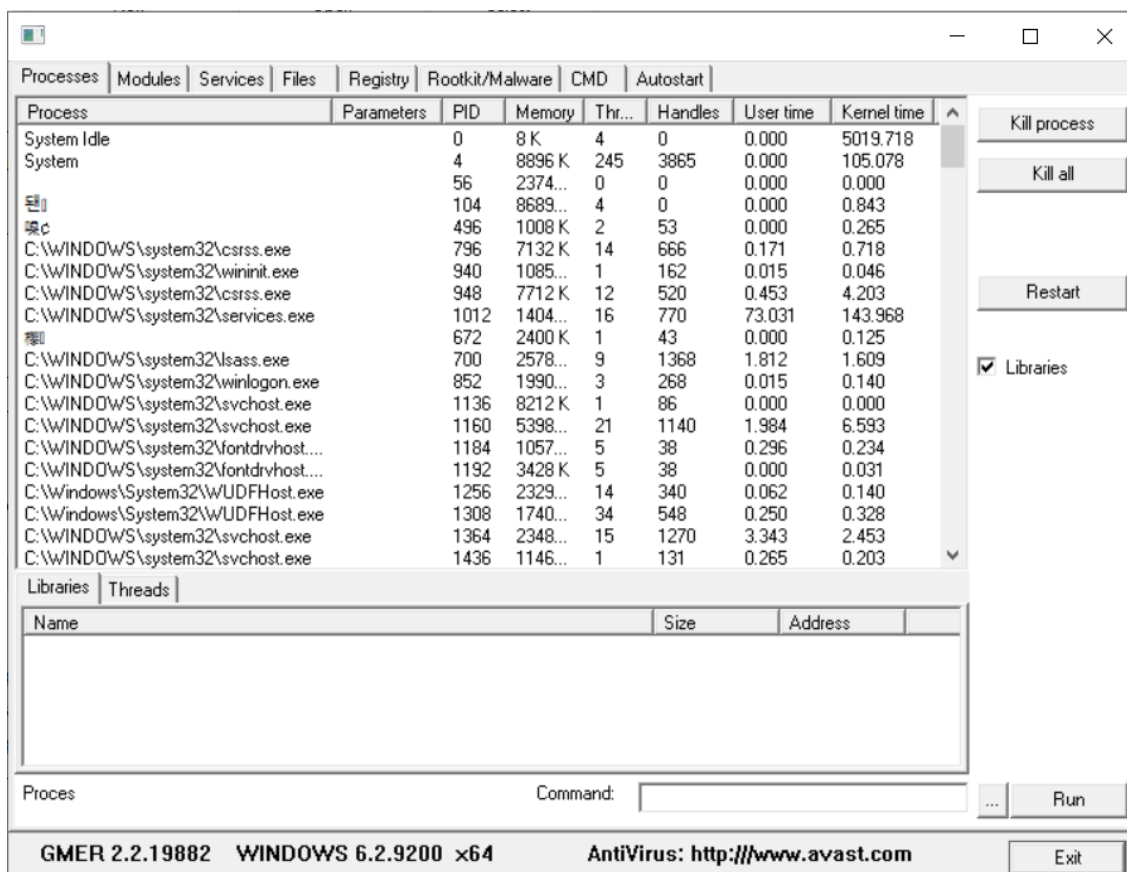 Processes Modules Services Files Registry Rootkit/Malware CMD Autostart
Process Parameters PID Memory Thr... Handles User time Kernel time
System Idle 0 8 K 4 0 0.000 5019.718
System 4 8896 K 245 3865 0.000 105.078
56 2374... 0 0 0.000 0.000
104 8689... 4 0 0.000 0.843
496 1008 K 2 53 0.000 0.265
C:\WINDOWS\system32\csrss.exe 796 7132 K 14 666 0.171 0.718
C:\WINDOWS\system32\wininit.exe 940 1085... 1 162 0.015 0.046
C:\WINDOWS\system32\csrss.exe 948 7712 K 12 520 0.453 4.203
C:\WINDOWS\system32\services.exe 1012 1404... 16 770 73.031 143.968
672 2400 K 1 43 0.000 0.125
C:\WINDOWS\system32\lsass.exe 700 2578... 9 1368 1.812 1.609
C:\WINDOWS\system32\winlogon.exe 852 1990... 3 268 0.015 0.140
C:\WINDOWS\system32\svchost.exe 1136 8212 K 1 86 0.000 0.000
C:\WINDOWS\system32\svchost.exe 1160 5398... 21 1140 1.984 6.593
C:\WINDOWS\system32\fontdrvhost.... 1184 1057... 5 38 0.296 0.234
C:\WINDOWS\system32\fontdrvhost.... 1192 3428 K 5 38 0.000 0.031
C:\Windows\System32\WUDFHost.exe 1256 2329... 14 340 0.062 0.140
C:\Windows\System32\WUDFHost.exe 1308 1740... 34 548 0.250 0.328
C:\WINDOWS\system32\svchost.exe 1364 2348... 15 1270 3.343 2.453
C:\WINDOWS\system32\svchost.exe 1436 1146... 1 131 0.265 0.203
Kill process
Kill all
Restart
Libraries
Libraries Threads
Name Size Address
Proces Command: ... Run
GMER 2.2.19882 WINDOWS 6.2.9200 x64 AntiVirus: http:///www.avast.com Exit